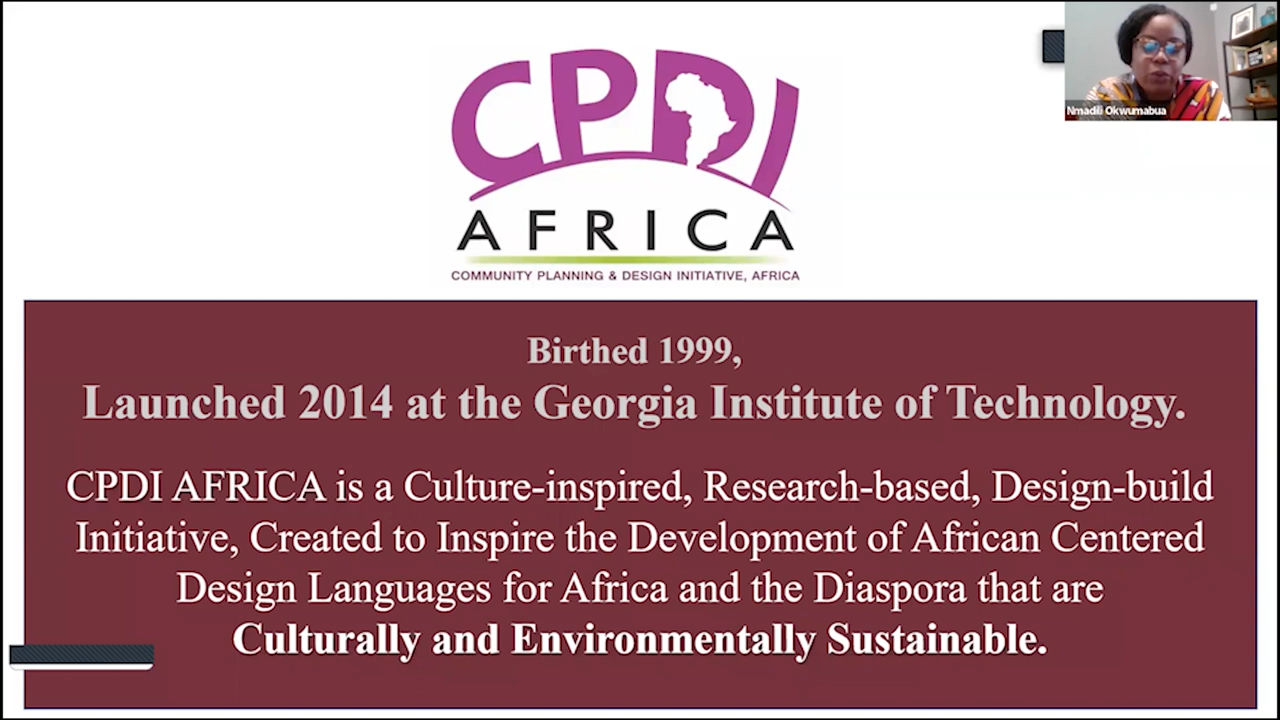 CPDI
AFRICA
COMMUNITY PLANNING & DESIGN INITIATIVE, AFRICA
Nmadili Okwumabua
Birthed 1999,
Launched 2014 at the Georgia Institute of Technology.
CPDI AFRICA is a Culture-inspired, Research-based, Design-build
Initiative, Created to Inspire the Development of African Centered
Design Languages for Africa and the Diaspora that are
Culturally and Environmentally Sustainable.